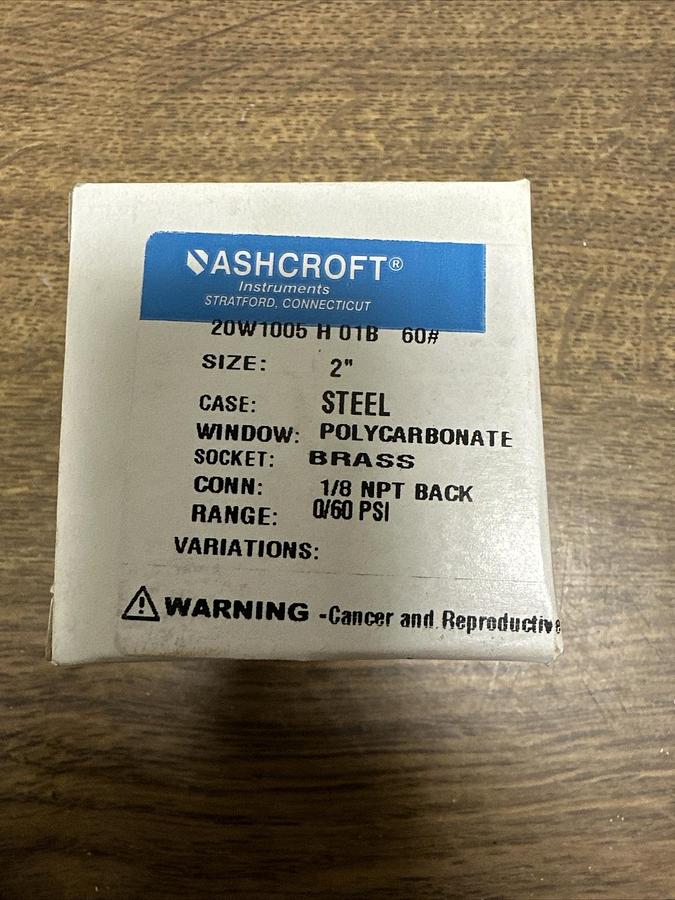 ASHCROFT®
Instruments
STRATFORD, CONNECTICUT
20W1005 H 01B 60#
SIZE: 2"
CASE: STEEL
WINDOW: POLYCARBONATE
SOCKET: BRASS
CONN: 1/8 NPT BACK
RANGE: 0/60 PSI
VARIATIONS:
WARNING -Cancer and Reproductive